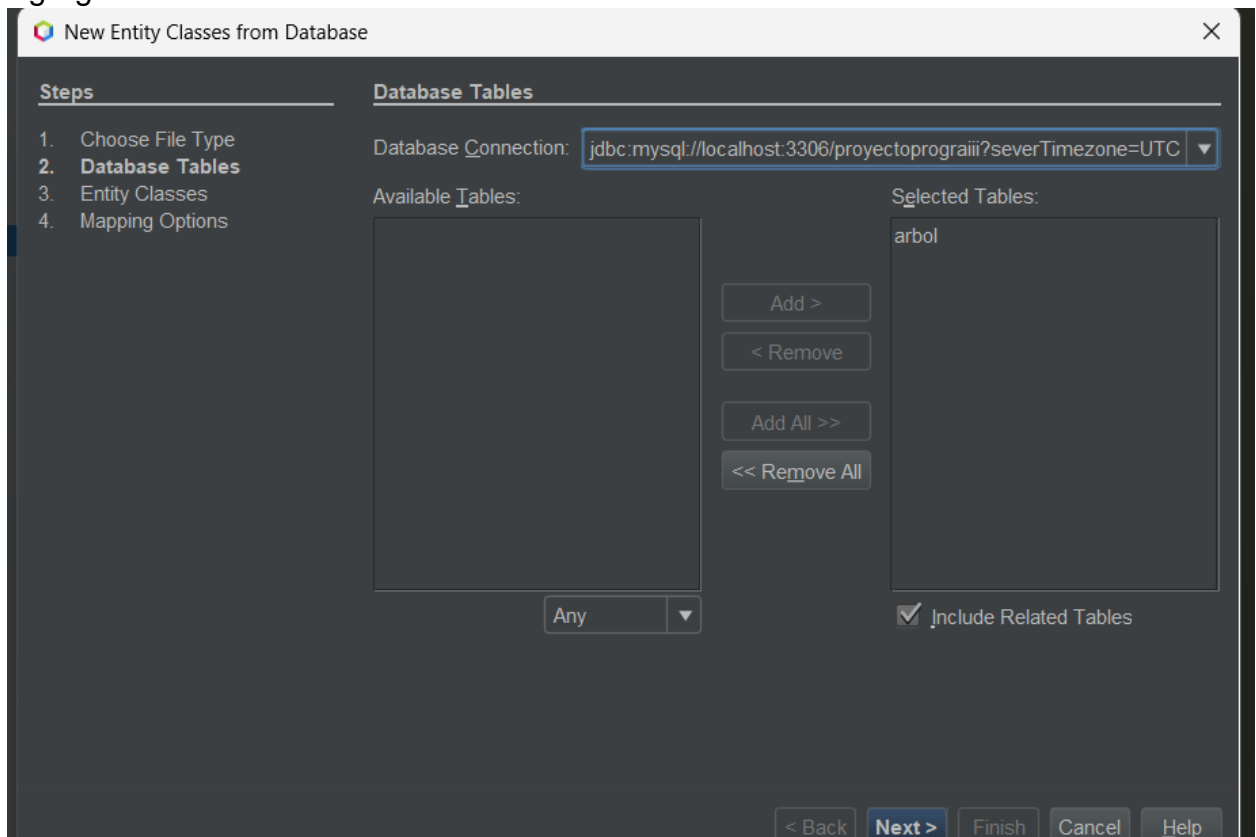 New Entity Classes from Database
Steps
1. Choose File Type
2. Database Tables
3. Entity Classes
4. Mapping Options
Database Tables
Database Connection: jdbc:mysql://localhost:3306/proyectoprograiii?severTimezone=UTC
Available Tables:
Selected Tables:
arbol
Add >
< Remove
Add All >>
<< Remove All
Any
Include Related Tables
< Back Next > Finish Cancel Help